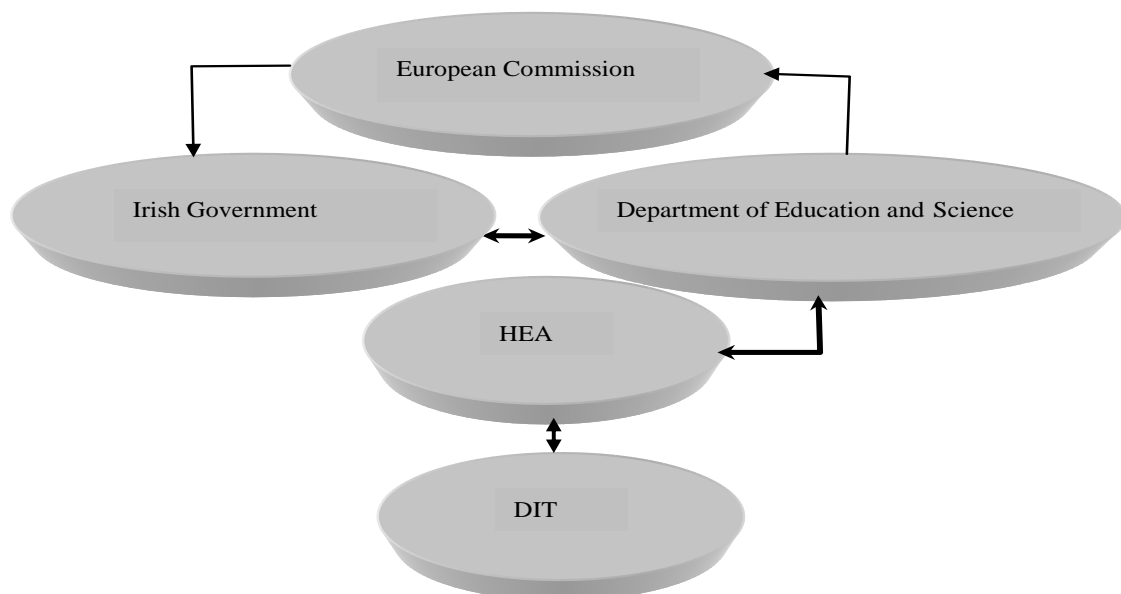 European Commission
Irish Government
Department of Education and Science
HEA
DIT